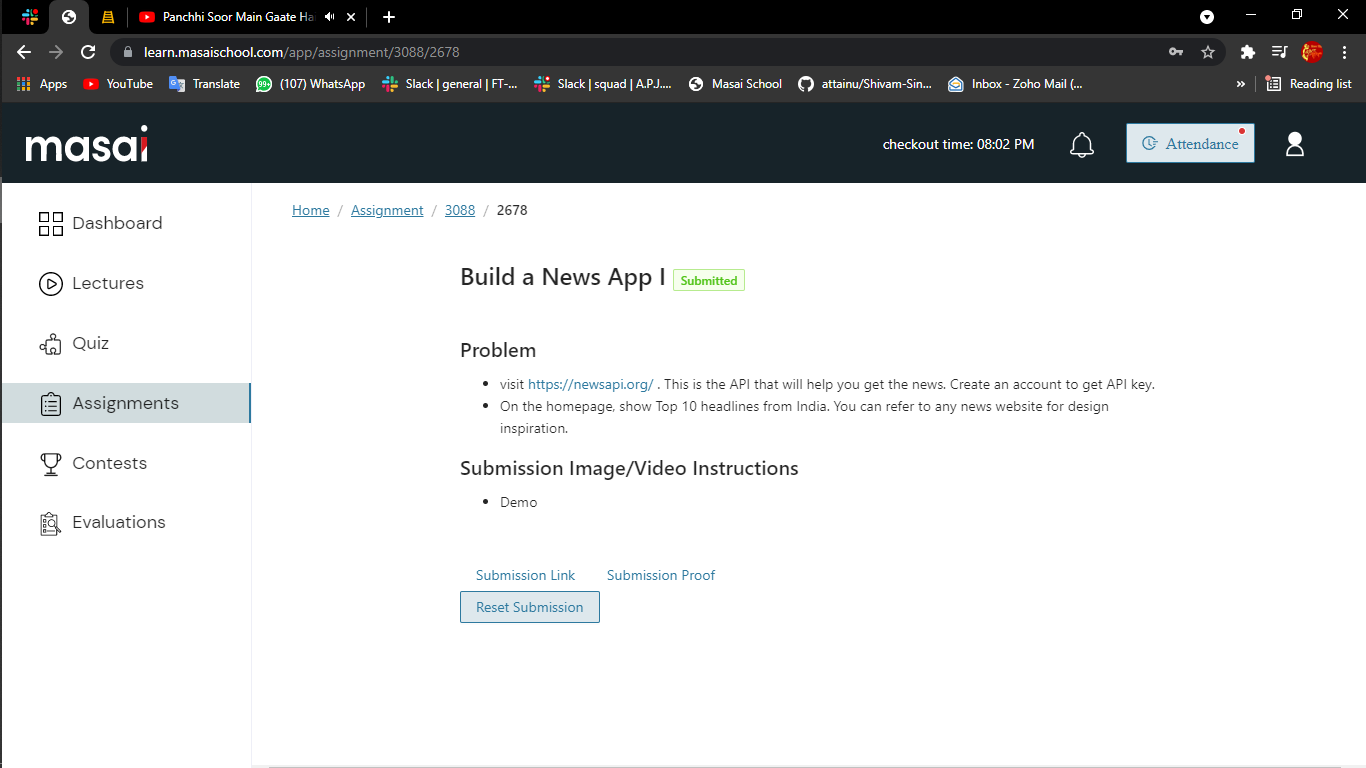 Panchhi Soor Main Gaate Ha
learn.masaischool.com/app/assignment/3088/2678
Apps
YouTube
Translate
99+
(107) WhatsApp
Slack | general | FT-...
Slack | squad | A.P.J....
Masai School
attainu/Shivam-Sin...
Inbox - Zoho Mail (...
»
Reading list
masai
checkout time: 08:02 PM
Attendance
Dashboard
Lectures
Quiz
Assignments
Contests
Evaluations
Home / Assignment / 3088 / 2678
Build a News App I Submitted
Problem
• visit https://newsapi.org/ . This is the API that will help you get the news. Create an account to get API key.
• On the homepage, show Top 10 headlines from India. You can refer to any news website for design
inspiration.
Submission Image/Video Instructions
• Demo
Submission Link Submission Proof
Reset Submission